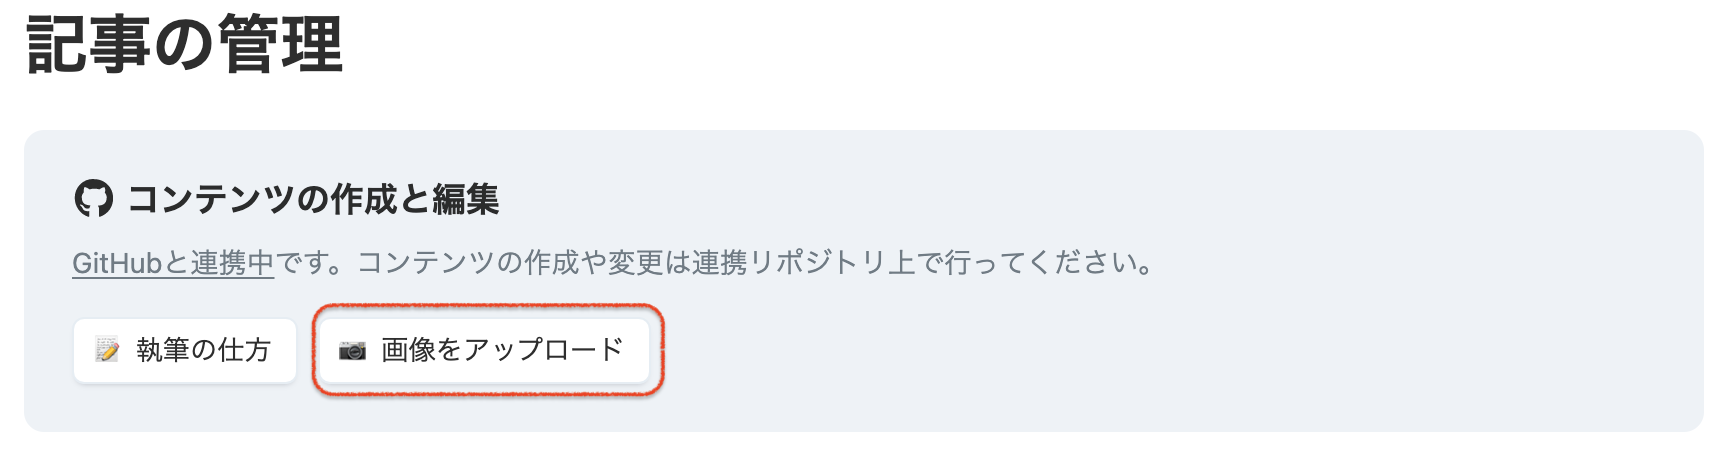 記事の管理
コンテンツの作成と編集
GitHubと連携中です。コンテンツの作成や変更は連携リポジトリ上で行ってください。
執筆の仕方
画像をアップロード